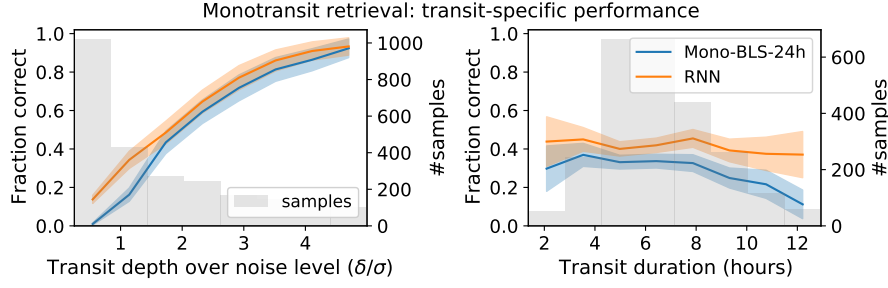 Monotransit retrieval: transit-specific performance
Fraction correct
1.0
0.8
0.6
0.4
0.2
0.0
1 2 3 4
Transit depth over noise level (δ/σ)
1000
800
600
400
200
0
#samples
samples
Fraction correct
1.0
0.8
0.6
0.4
0.2
0.0
2 4 6 8 10 12
Transit duration (hours)
600
400
200
0
#samples
Mono-BLS-24h
RNN